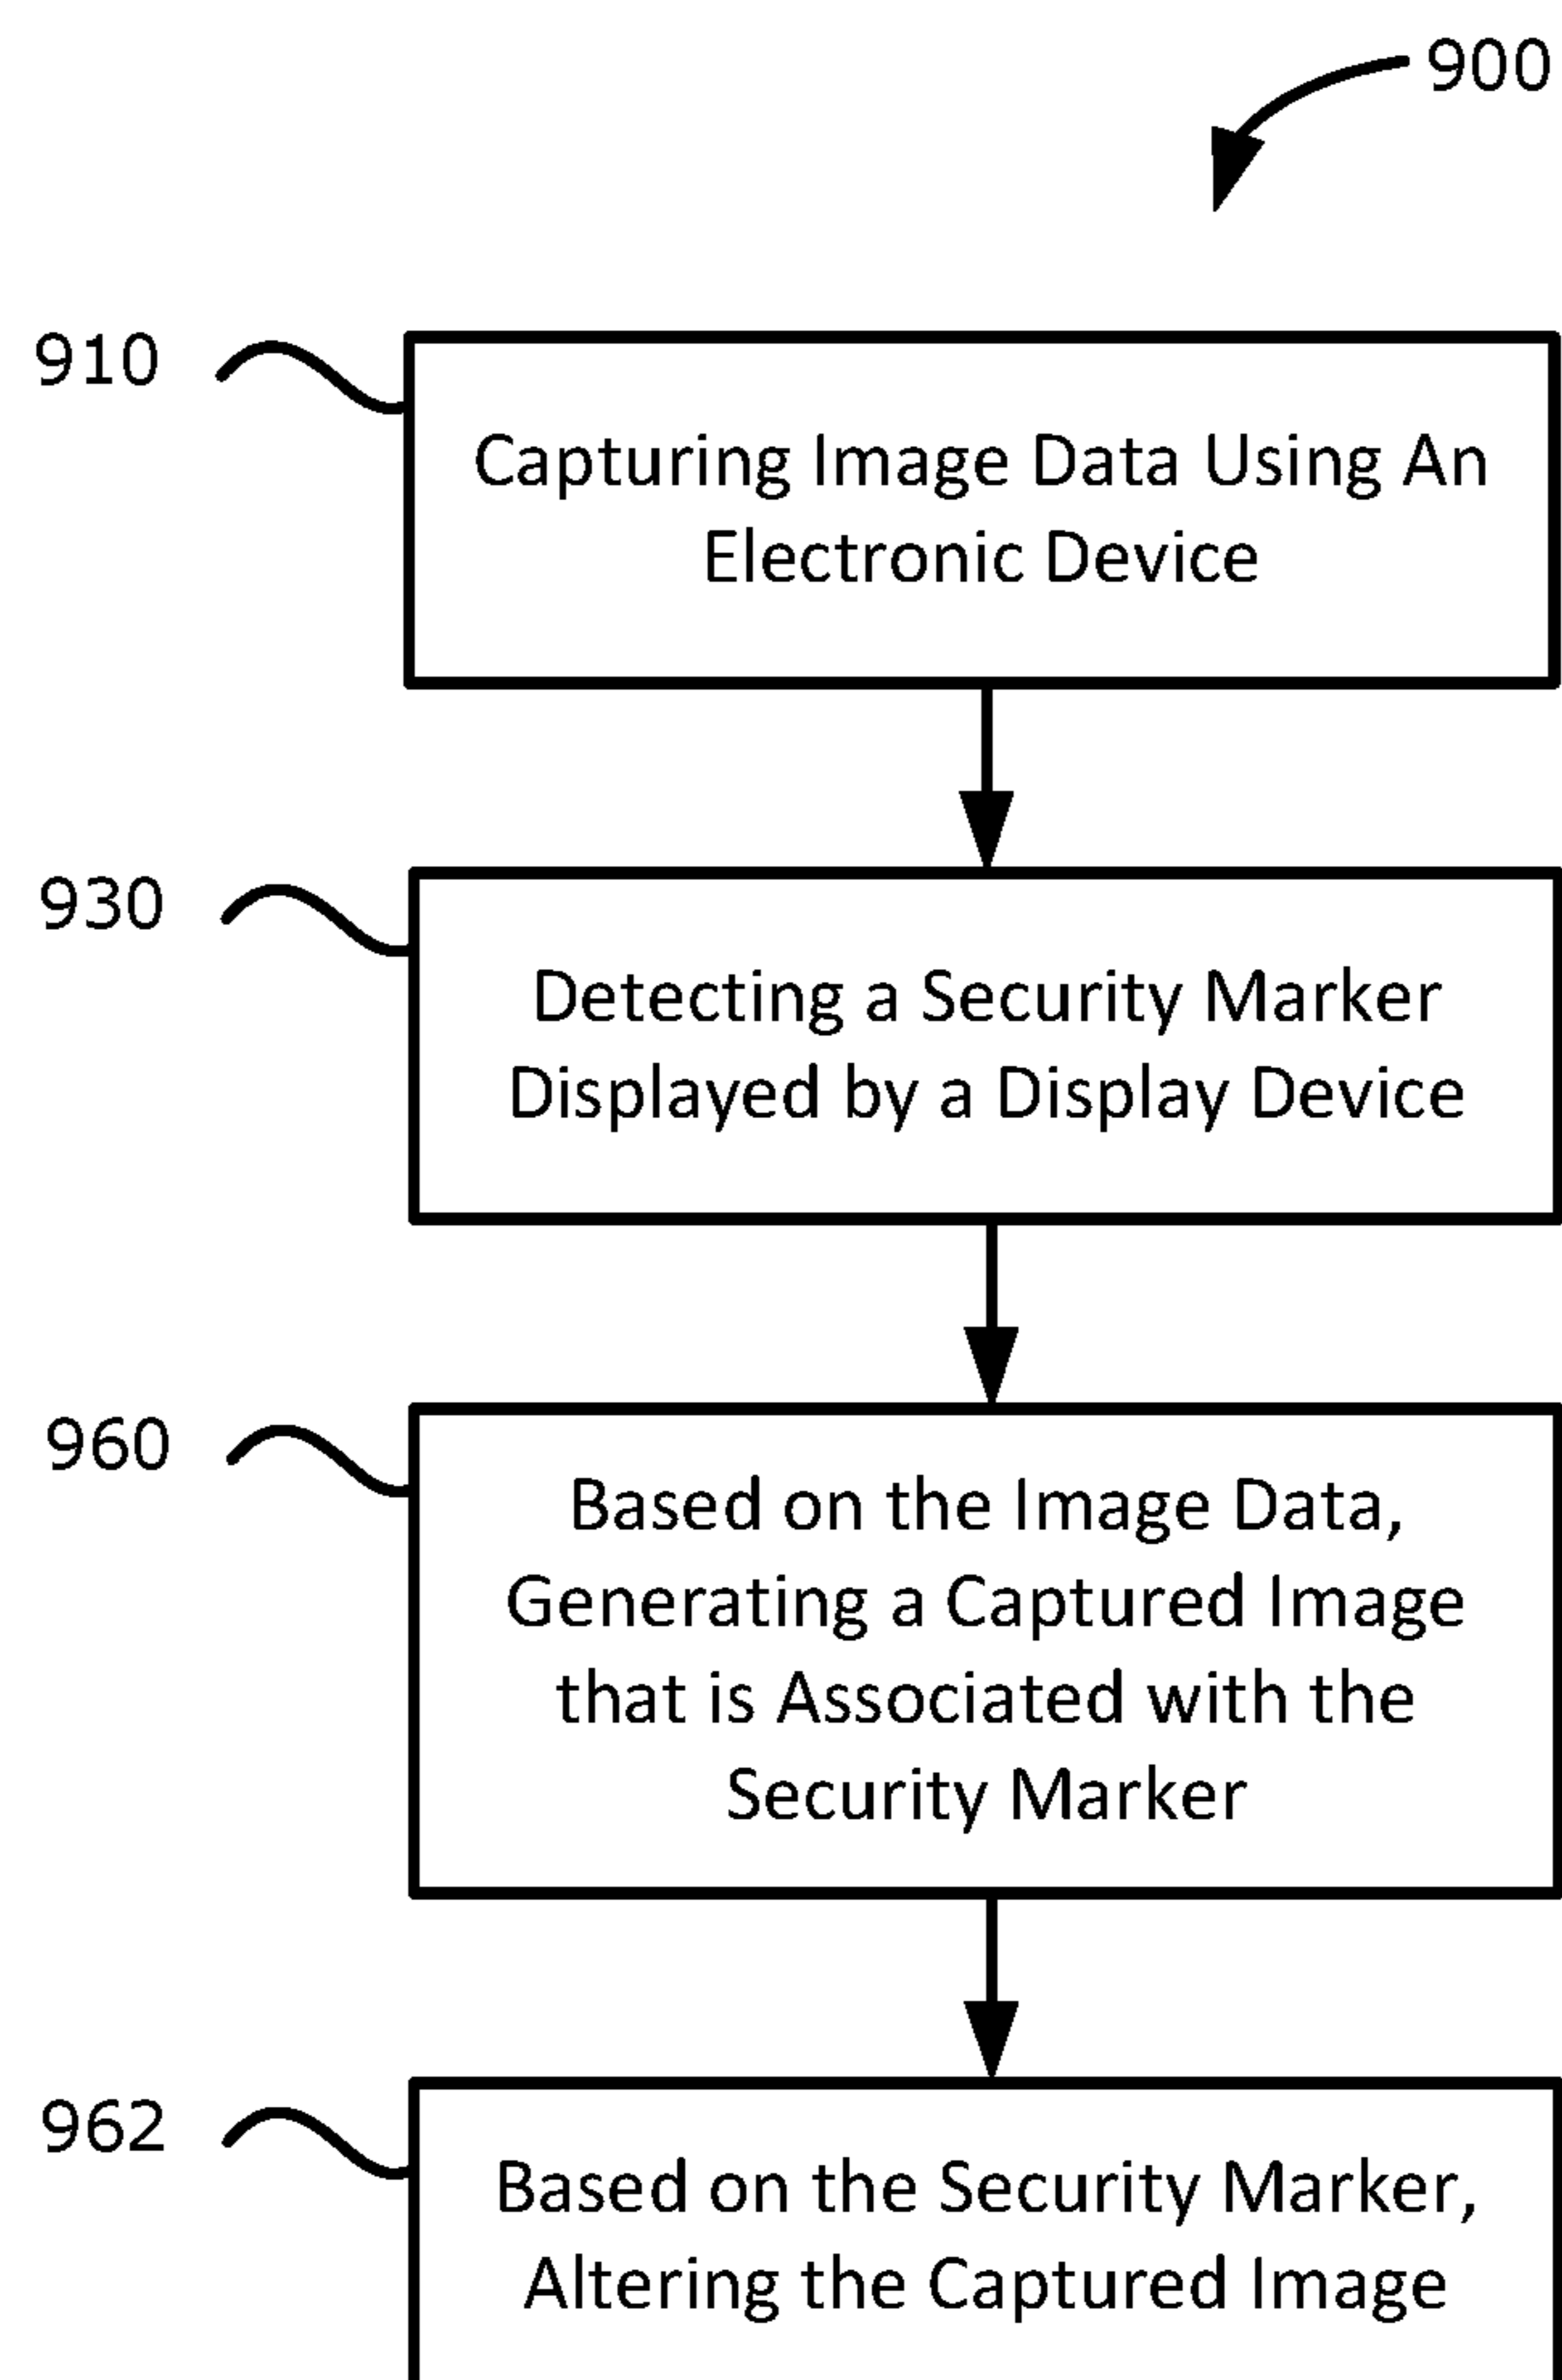 900
910
Capturing Image Data Using An
Electronic Device
930
Detecting a Security Marker
Displayed by a Display Device
960
Based on the Image Data,
Generating a Captured Image
that is Associated with the
Security Marker
962
Based on the Security Marker,
Altering the Captured Image